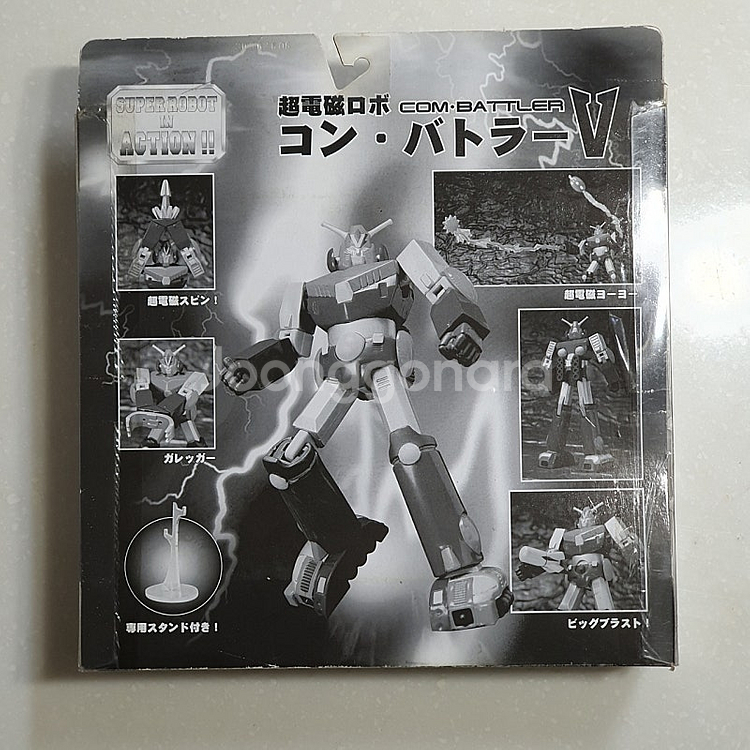 SUPER ROBOT
IN
ACTION!!
超電磁ロボ COM·BATTLER V
コン・バトラー
超電磁スピン!
超電磁ヨーヨー
ガレッガー
専用スタンド付き!
ビッグブラスト!
joonggonara